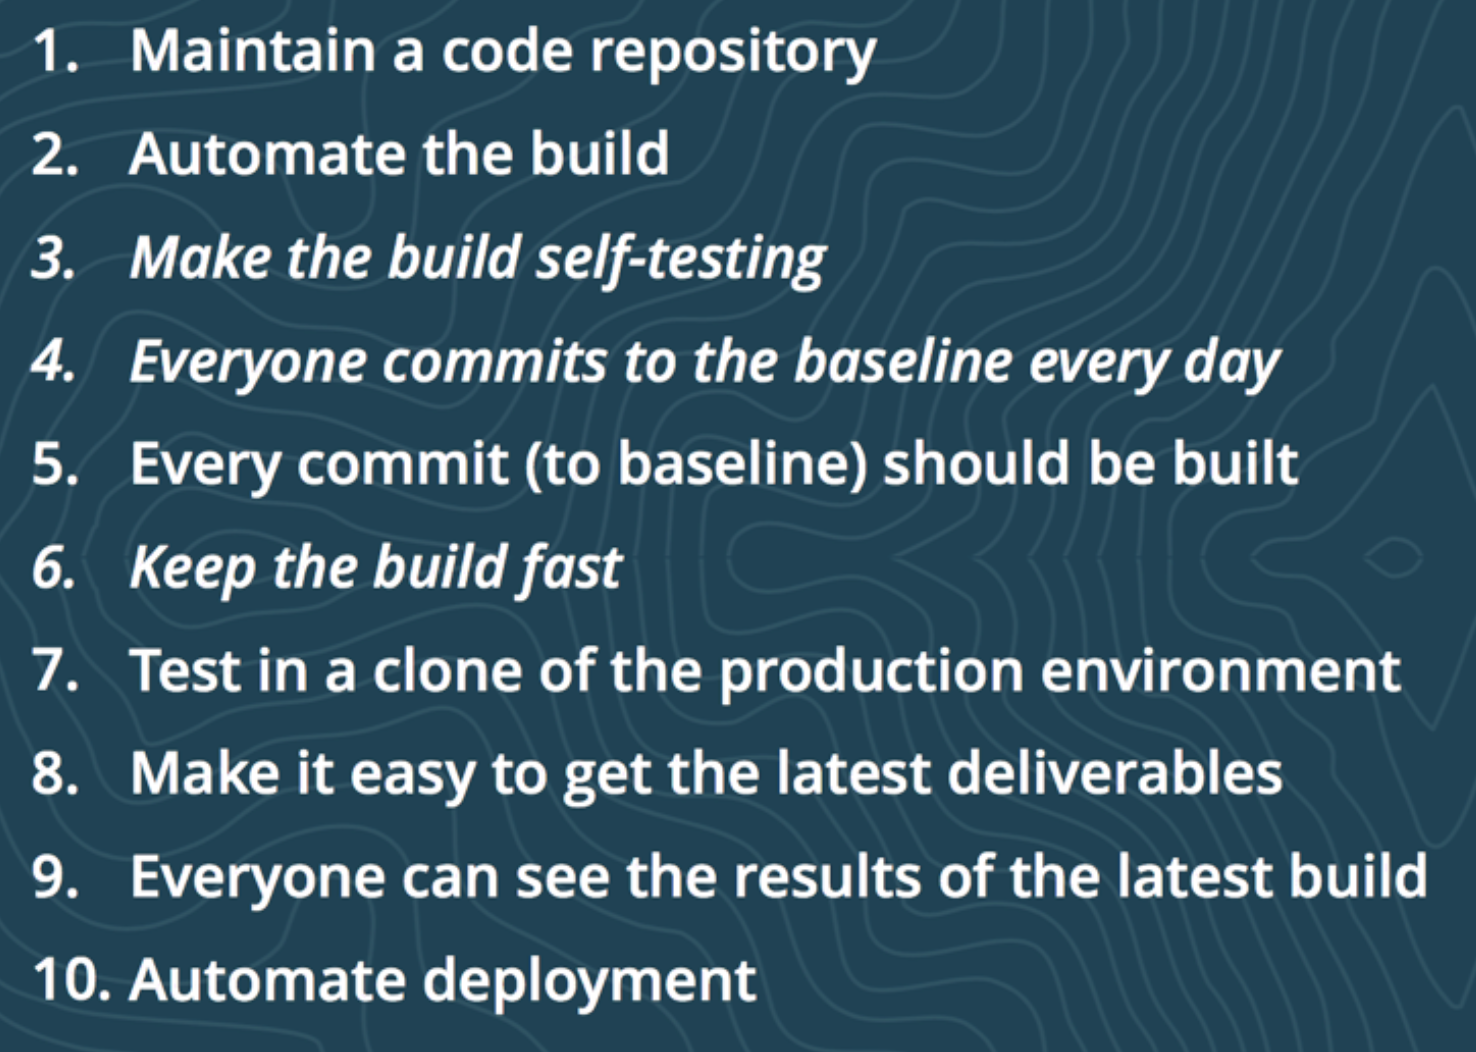 1. Maintain a code repository
2. Automate the build
3. Make the build self-testing
4. Everyone commits to the baseline every day
5. Every commit (to baseline) should be built
6. Keep the build fast
7. Test in a clone of the production environment
8. Make it easy to get the latest deliverables
9. Everyone can see the results of the latest build
10. Automate deployment